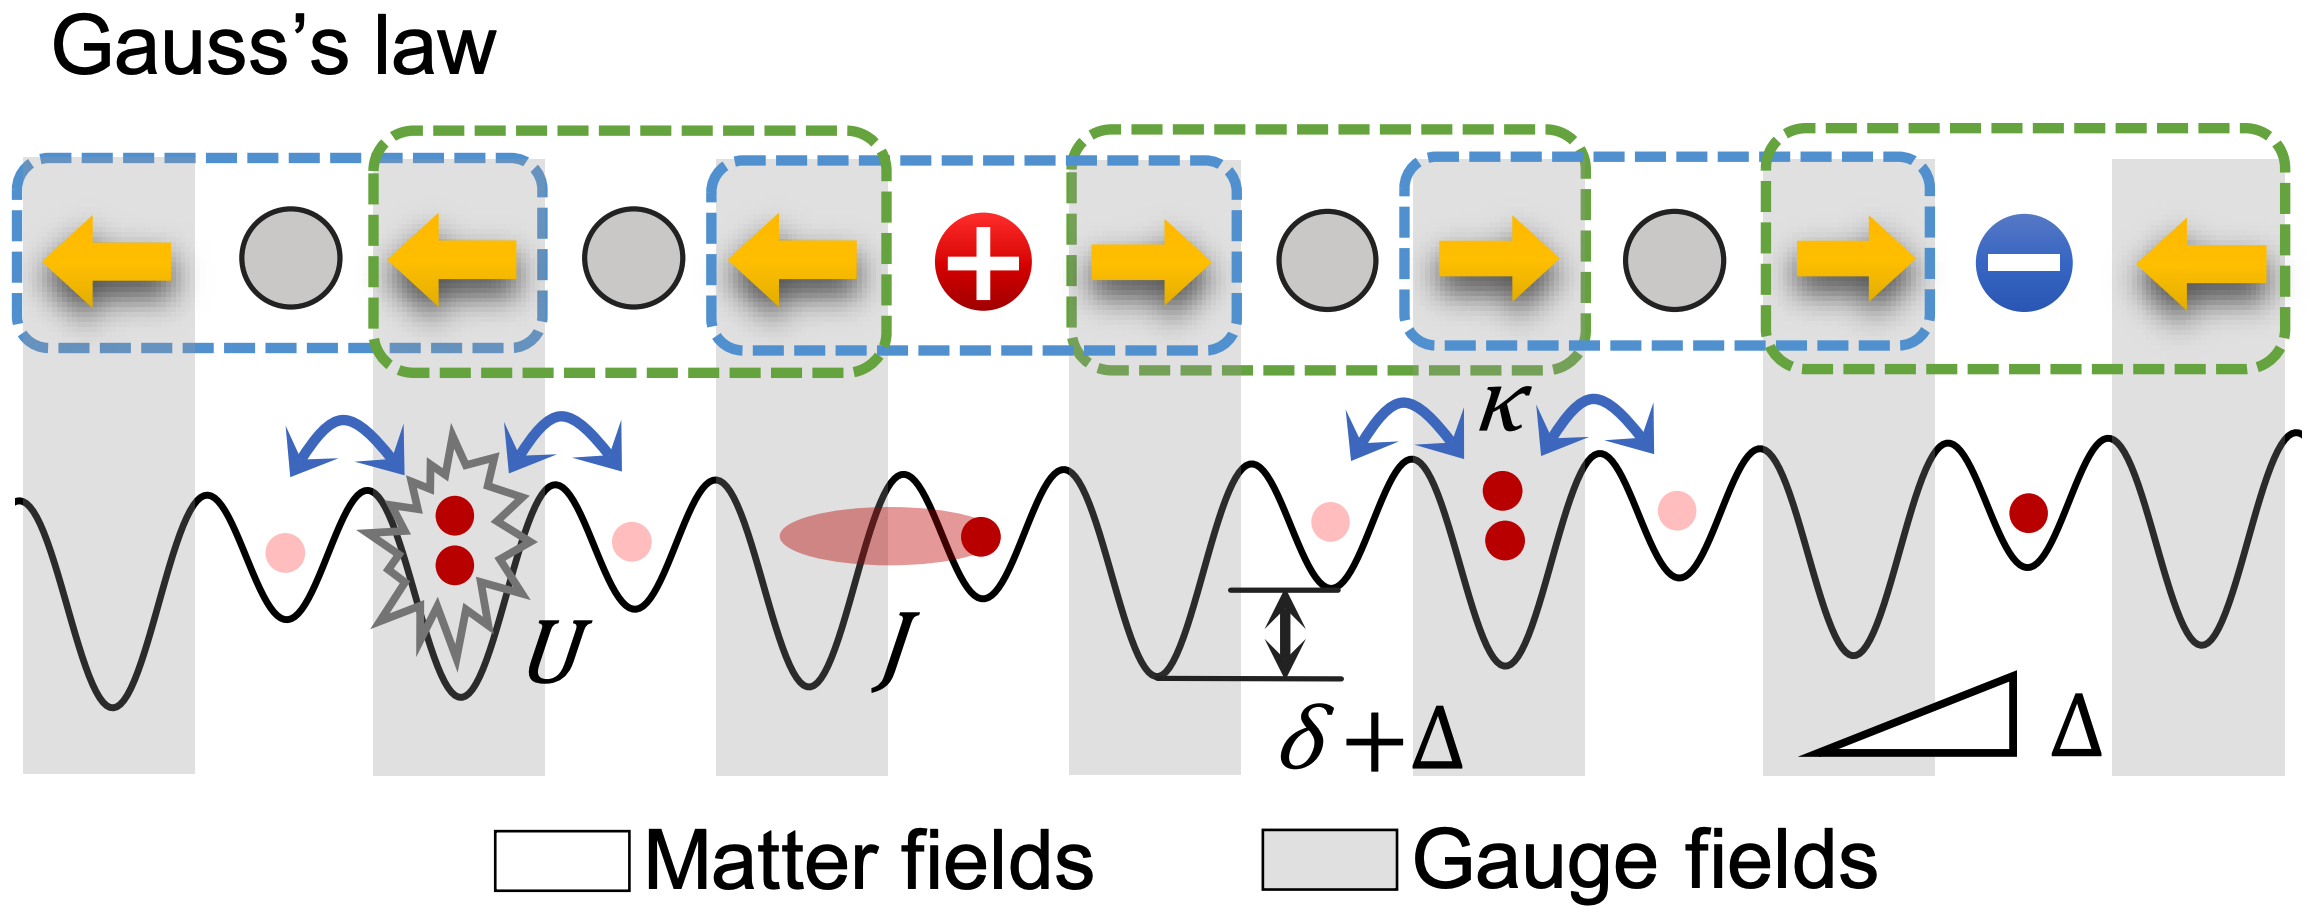 Gauss's law
κ
U
J
δ+Δ
Δ
Matter fields
Gauge fields